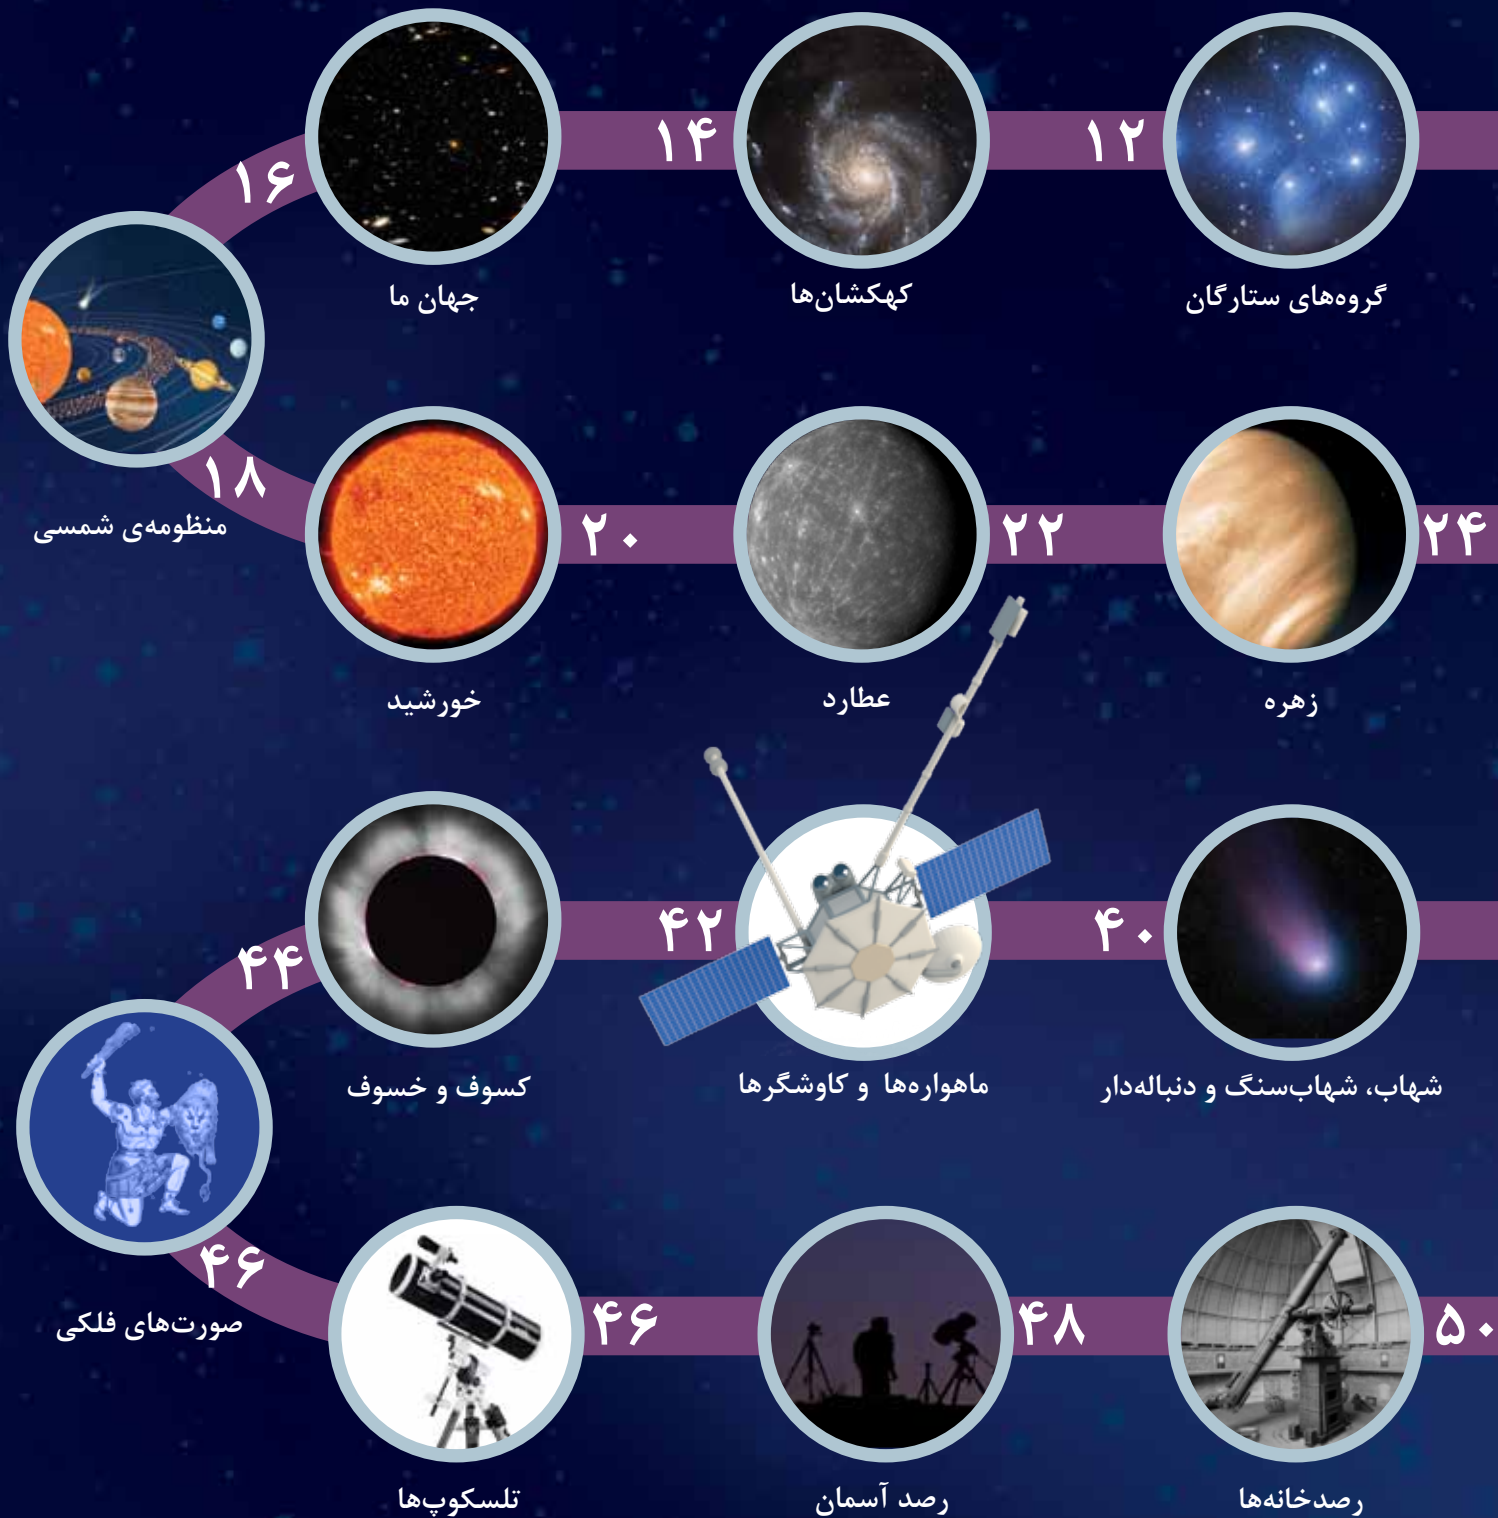 ۱۲
گروه‌های ستارگان
۱۴
کهکشان‌ها
۱۶
جهان ما
۱۸
منظومه‌ی شمسی
۲۰
خورشید
۲۲
عطارد
۲۴
زهره
۴۰
شهاب، شهاب‌سنگ و دنباله‌دار
۴۲
ماهواره‌ها و کاوشگرها
۴۴
کسوف و خسوف
۴۶
صورت‌های فلکی
۴۶
تلسکوپ‌ها
۴۸
رصد آسمان
۵۰
رصدخانه‌ها